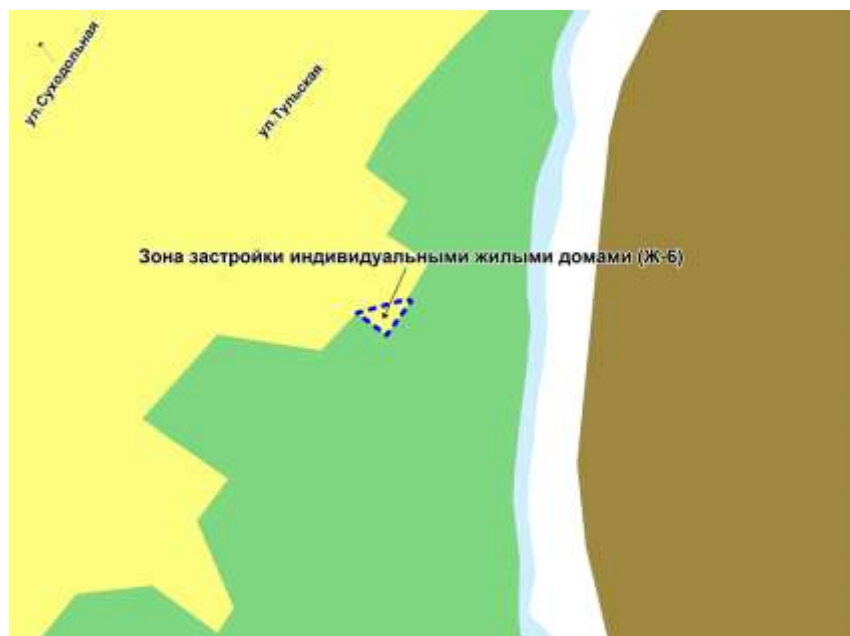 ул.Суходольная
ул.Тульская
Зона застройки индивидуальными жилыми домами (Ж-6)